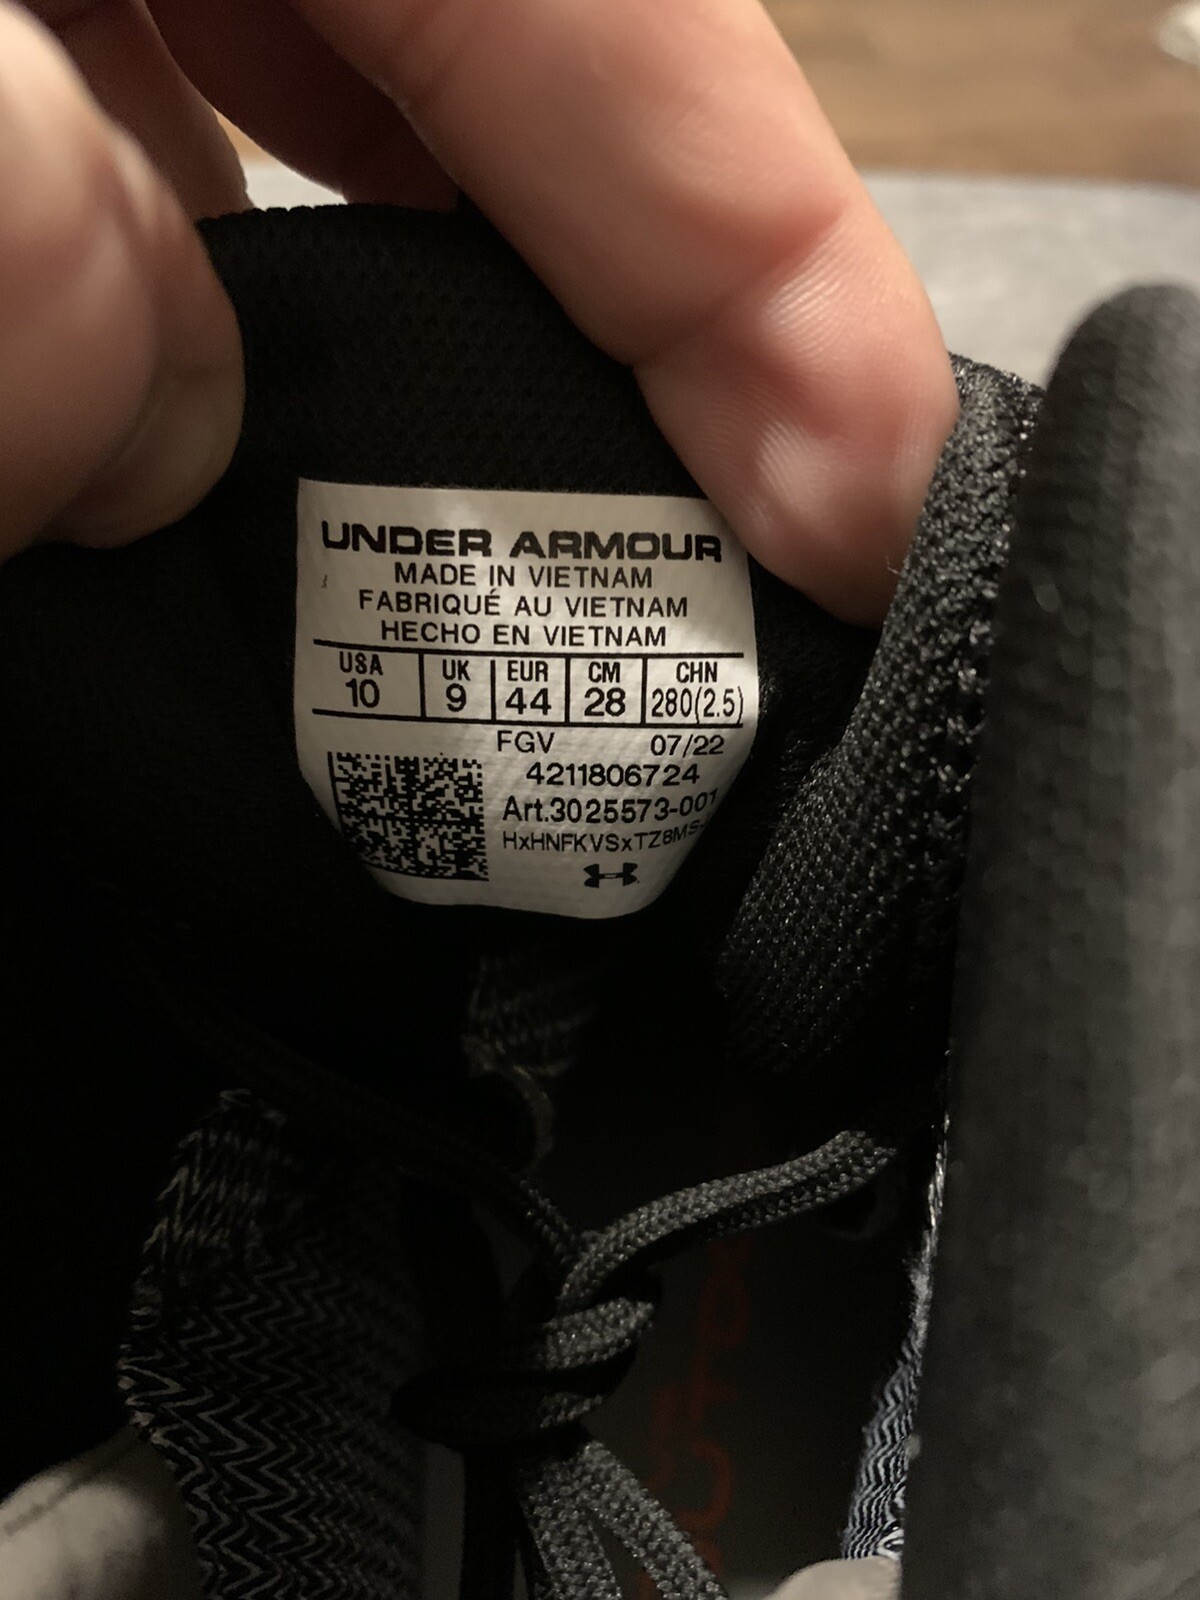 UNDER ARMOUR
MADE IN VIETNAM
FABRIQUÉ AU VIETNAM
HECHO EN VIETNAM
USA UK EUR CM CHN
10 9 44 28 280(2.5)
FGV 07/22
4211806724
Art.3025573-001
HxHNFKVSxTZ8MS-